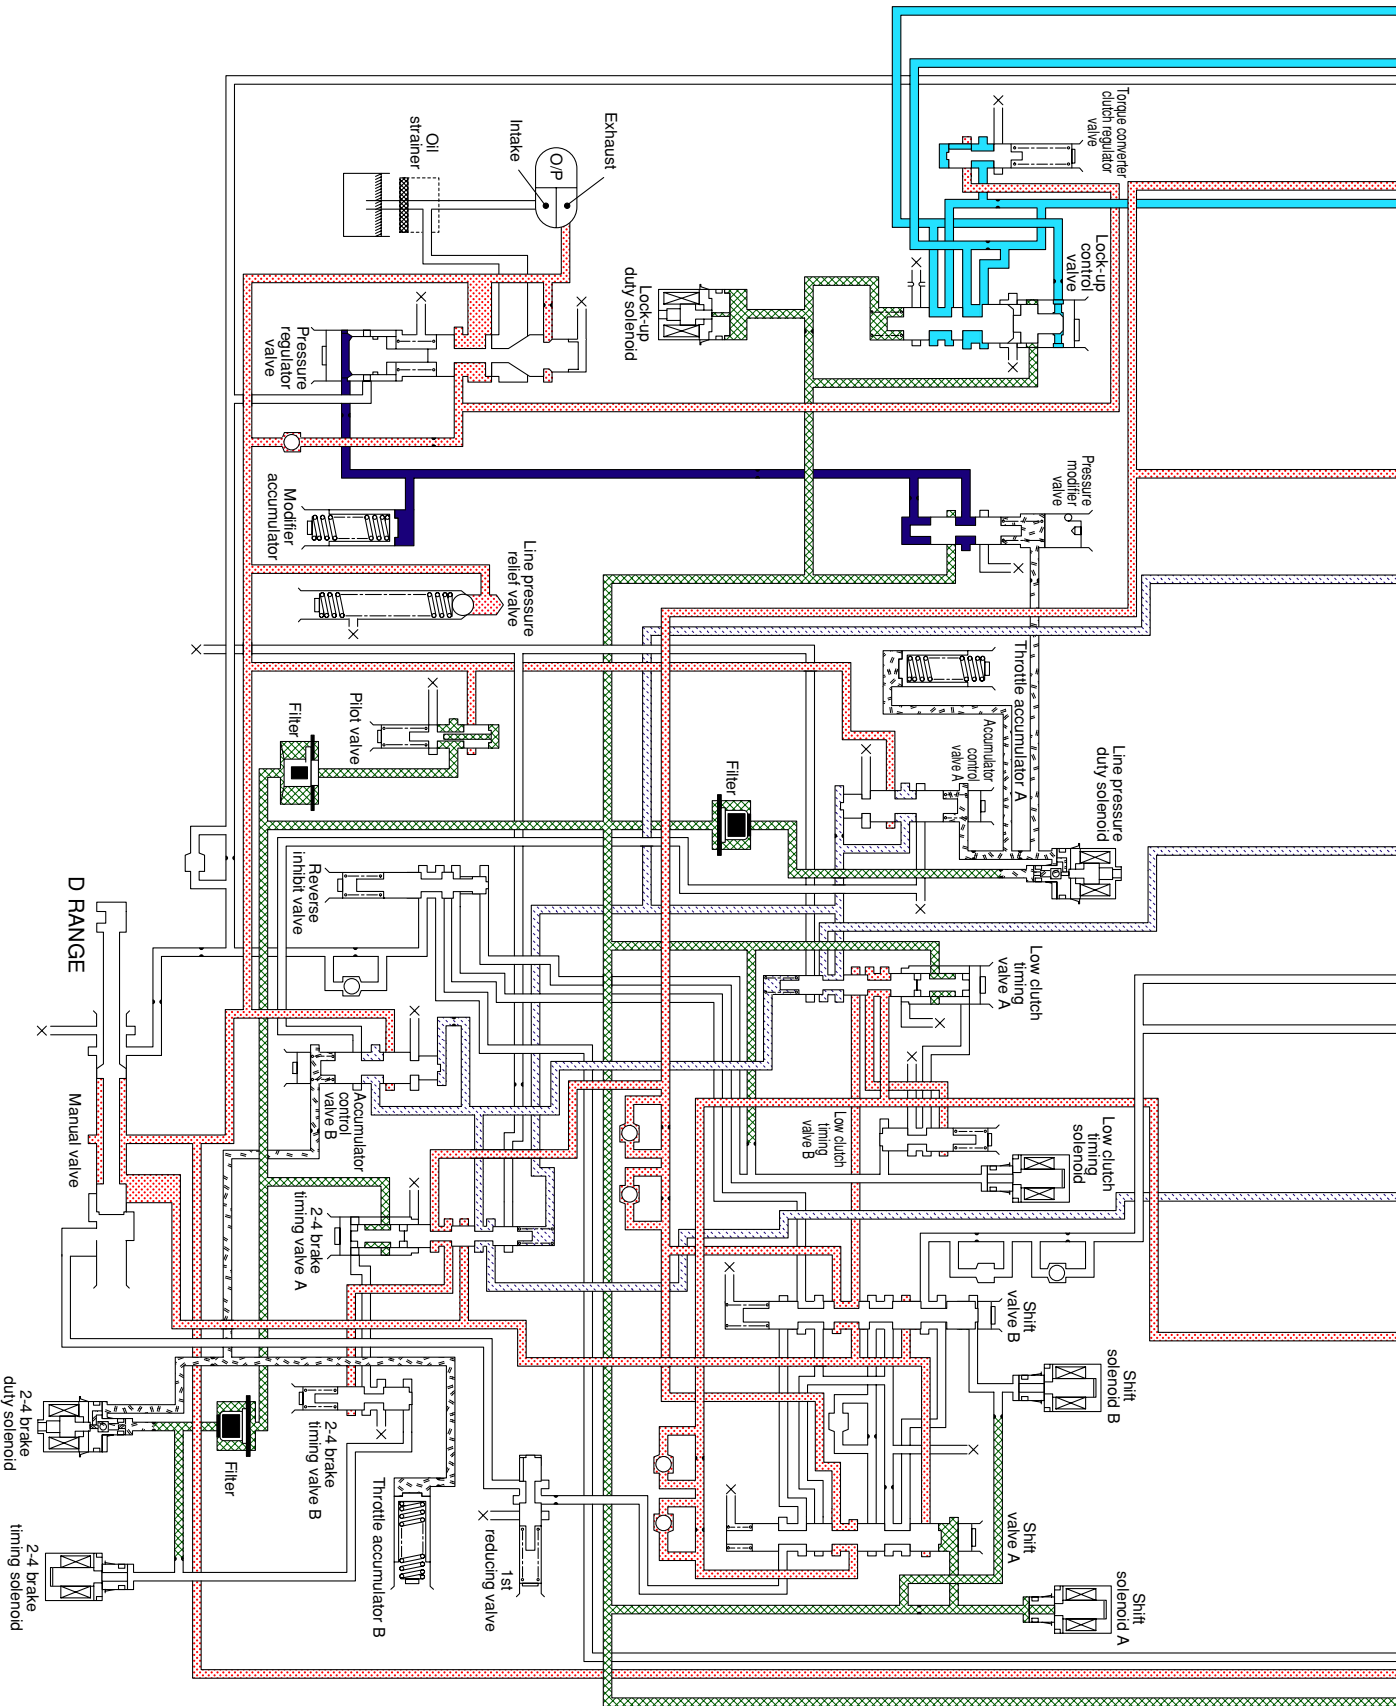 Torque converter
clutch regulator
valve
Exhaust
Intake
O/P
Oil
strainer
Lock-up
control
valve
Lock-up
duty solenoid
Pressure
regulator
valve
Pressure
modifier
valve
Modifier
accumulator
Line pressure
relief valve
Throttle accumulator A
Pilot valve
Filter
Filter
Accumulator
control
valve A
Line pressure
duty solenoid
Reverse
inhibit valve
D RANGE
Low clutch
timing
valve A
Manual valve
Accumulator
control
valve B
Low clutch
timing
valve B
Low clutch
timing
solenoid
2-4 brake
timing valve A
Shift
valve B
Shift
solenoid B
2-4 brake
duty solenoid
Filter
2-4 brake
timing valve B
Throttle accumulator B
1st
reducing valve
Shift
valve A
Shift
solenoid A
2-4 brake
timing solenoid